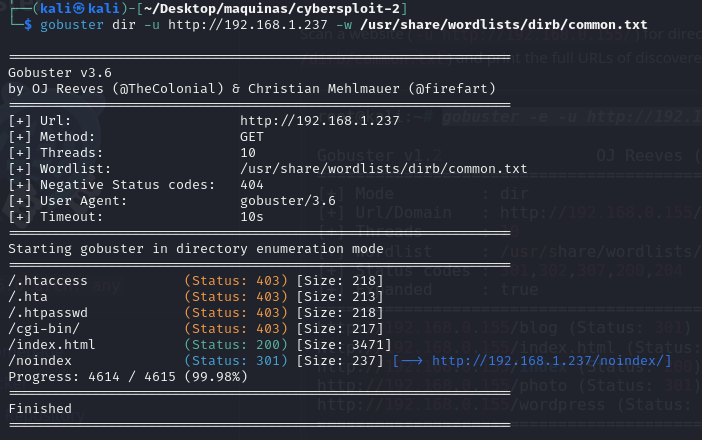 ┌──(kali㉿kali)-[~/Desktop/maquinas/cybersploit-2]
└─$ gobuster dir -u http://192.168.1.237 -w /usr/share/wordlists/dirb/common.txt
===============================================================
Gobuster v3.6
by OJ Reeves (@TheColonial) & Christian Mehlmauer (@firefart)
===============================================================
[+] Url:                     http://192.168.1.237
[+] Method:                  GET
[+] Threads:                 10
[+] Wordlist:                /usr/share/wordlists/dirb/common.txt
[+] Negative Status codes:   404
[+] User Agent:              gobuster/3.6
[+] Timeout:                 10s
===============================================================
Starting gobuster in directory enumeration mode
===============================================================
/.htaccess            (Status: 403) [Size: 218]
/.hta                 (Status: 403) [Size: 213]
/.htpasswd            (Status: 403) [Size: 218]
/cgi-bin/             (Status: 403) [Size: 217]
/index.html           (Status: 200) [Size: 3471]
/noindex              (Status: 301) [Size: 237] [--> http://192.168.1.237/noindex/]
Progress: 4614 / 4615 (99.98%)
===============================================================
Finished
===============================================================